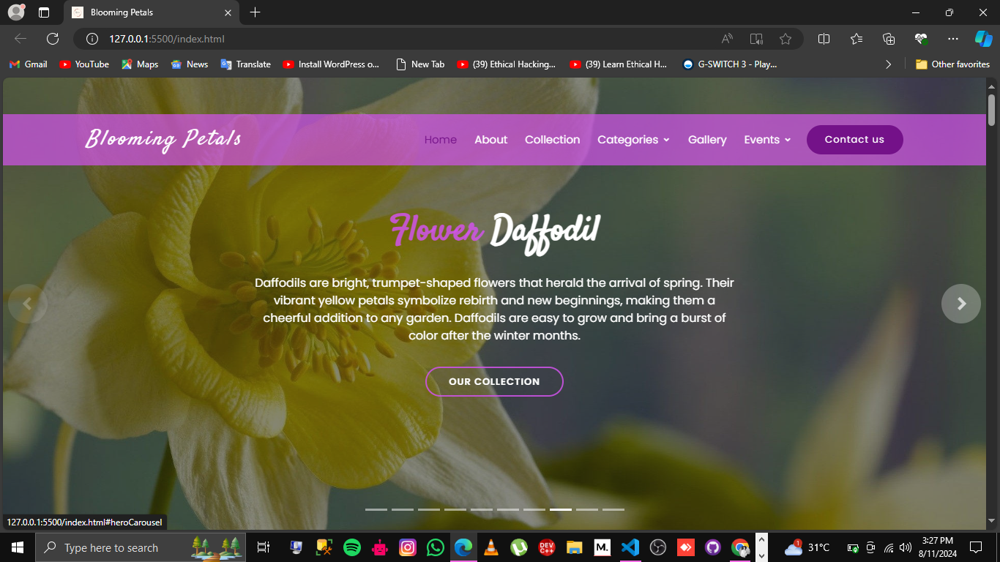 Blooming Petals
127.0.0.1:5500/index.html
Gmail
YouTube
Maps
News
Translate
Install WordPress o...
New Tab
(39) Ethical Hacking...
(39) Learn Ethical H...
G-SWITCH 3 - Play...
Other favorites
Blooming Petals
Home
About
Collection
Categories
Gallery
Events
Contact us
Flower Daffodil
Daffodils are bright, trumpet-shaped flowers that herald the arrival of spring. Their
vibrant yellow petals symbolize rebirth and new beginnings, making them a
cheerful addition to any garden. Daffodils are easy to grow and bring a burst of
color after the winter months.
OUR COLLECTION
127.0.0.1:5500/index.html#heroCarousel
Type here to search
DEV
C++
M.
1
31°C
3:27 PM
8/11/2024